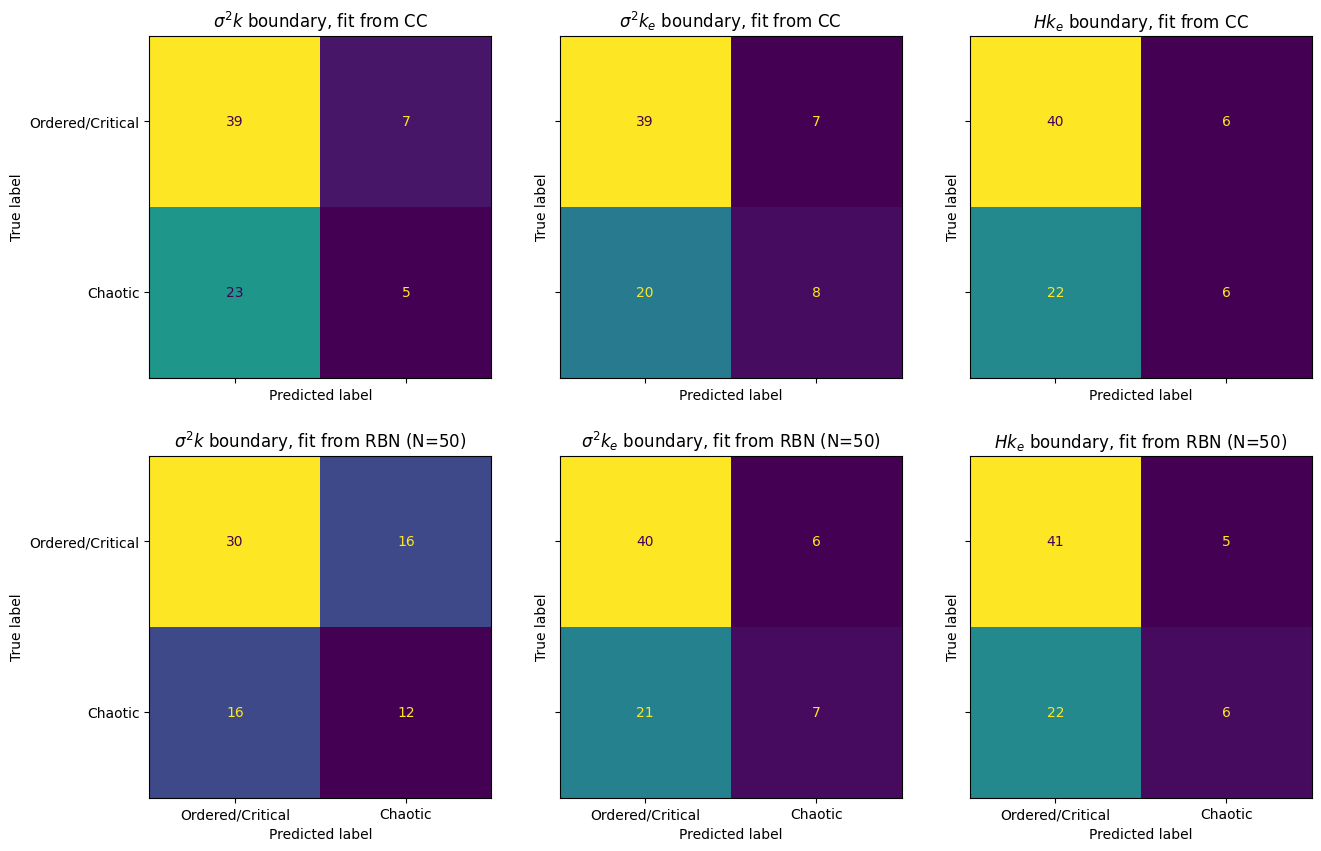 σ²k boundary, fit from CC
σ²kₑ boundary, fit from CC
Hkₑ boundary, fit from CC
Ordered/Critical
39
7
39
7
40
6
True label
True label
True label
Chaotic
23
5
20
8
22
6
Predicted label
Predicted label
Predicted label
σ²k boundary, fit from RBN (N=50)
σ²kₑ boundary, fit from RBN (N=50)
Hkₑ boundary, fit from RBN (N=50)
Ordered/Critical
30
16
40
6
41
5
True label
True label
True label
Chaotic
16
12
21
7
22
6
Ordered/Critical
Chaotic
Ordered/Critical
Chaotic
Ordered/Critical
Chaotic
Predicted label
Predicted label
Predicted label